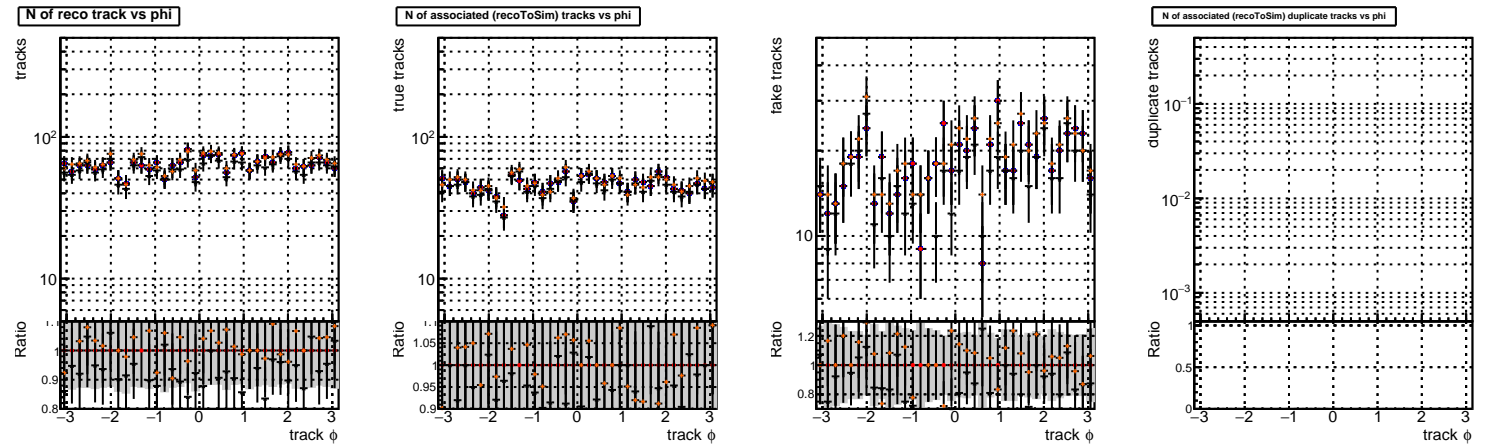 N of reco track vs phi
tracks
10²
10
Ratio
1.1
1
0.9
0.8
−3 −2 −1 0 1 2 3
track ϕ
N of associated (recoToSim) tracks vs phi
true tracks
10²
10
Ratio
1.1
1.05
1
0.95
0.9
−3 −2 −1 0 1 2 3
track ϕ
fake tracks
10
Ratio
1.2
1
0.8
−3 −2 −1 0 1 2 3
track ϕ
N of associated (recoToSim) duplicate tracks vs phi
duplicate tracks
10⁻¹
10⁻²
10⁻³
Ratio
1
0.5
0
−3 −2 −1 0 1 2 3
track ϕ